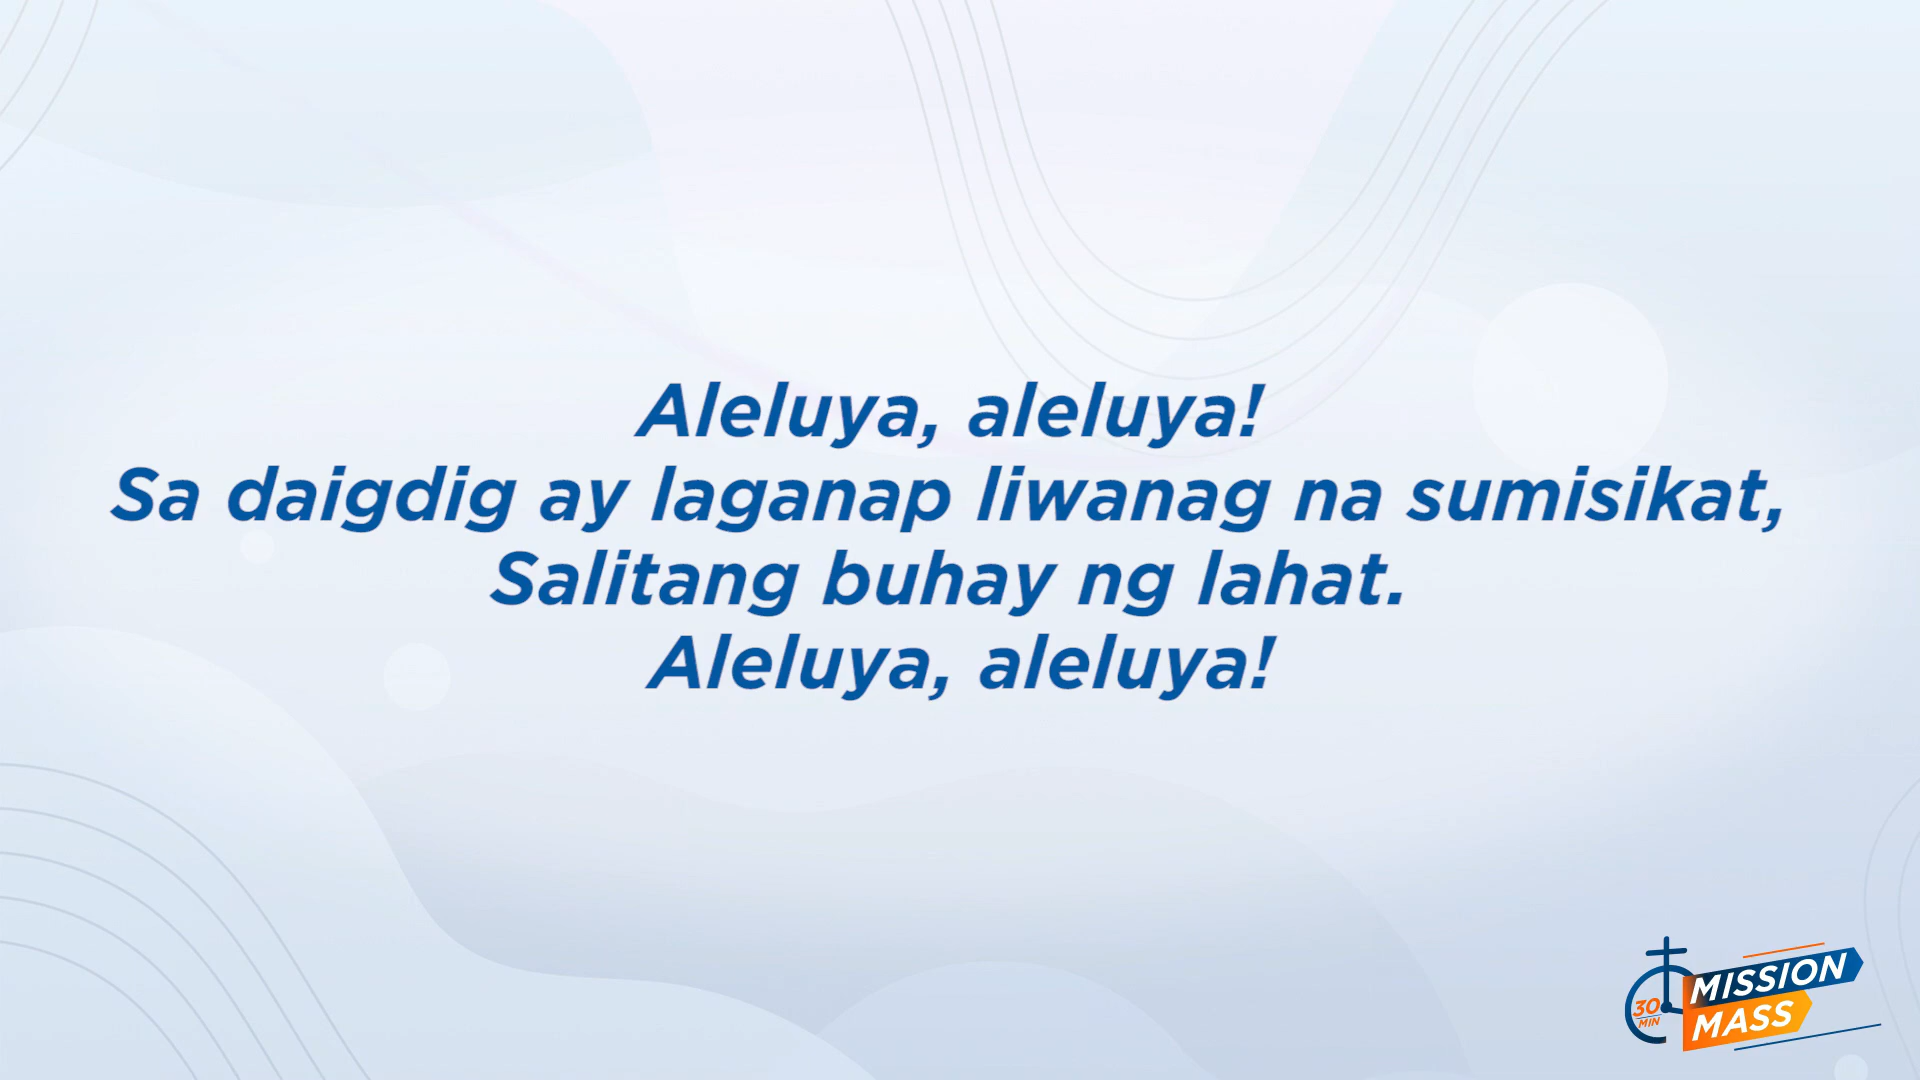 Aleluya, aleluya!
Sa daigdig ay laganap liwanag na sumisikat,
Salitang buhay ng lahat.
Aleluya, aleluya!
30
MIN
MISSION
MASS